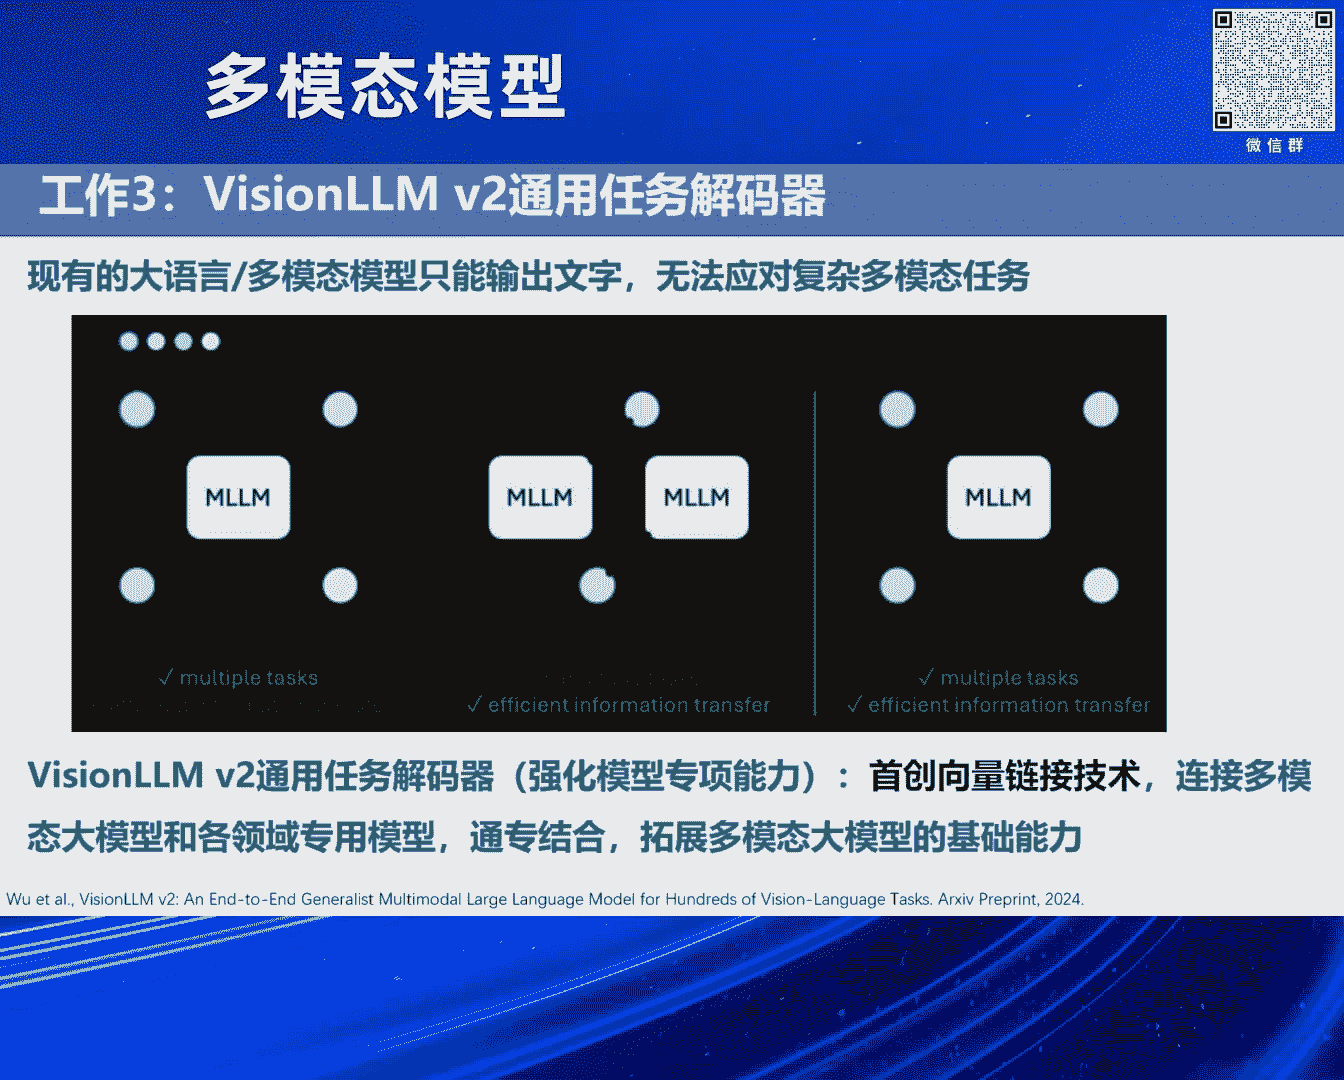 多模态模型
微信群
工作3：VisionLLM v2通用任务解码器
现有的大语言/多模态模型只能输出文字，无法应对复杂多模态任务
MLLM
MLLM
MLLM
MLLM
✓ multiple tasks
✓ multiple tasks
✓ efficient information transfer
✓ efficient information transfer
VisionLLM v2通用任务解码器（强化模型专项能力）：首创向量链接技术，连接多模
态大模型和各领域专用模型，通专结合，拓展多模态大模型的基础能力
Wu et al., VisionLLM v2: An End-to-End Generalist Multimodal Large Language Model for Hundreds of Vision-Language Tasks. Arxiv Preprint, 2024.